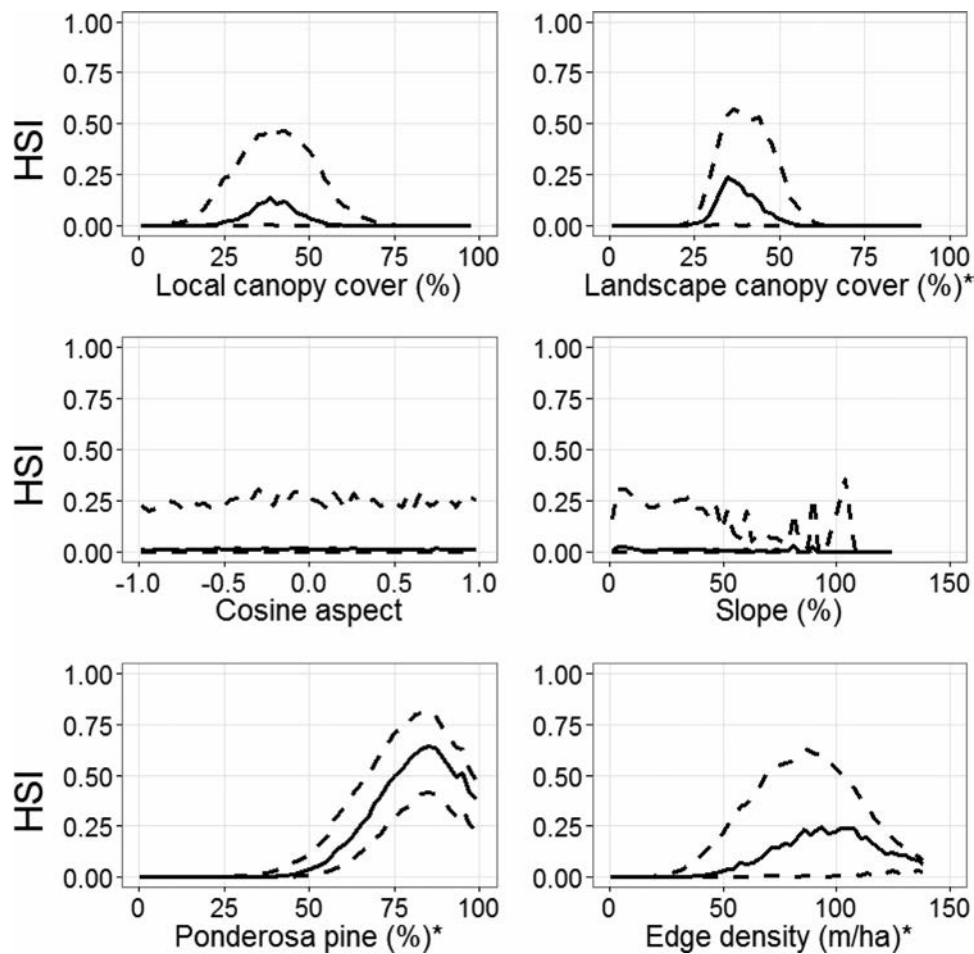 1.00 1.00
0.75 0.75
HSI 0.50 0.50
0.25 0.25
0.00 0.00
0 25 50 75 100 0 25 50 75 100
Local canopy cover (%) Landscape canopy cover (%)*
1.00 1.00
0.75 0.75
HSI 0.50 0.50
0.25 0.25
0.00 0.00
-1.0 -0.5 0.0 0.5 1.0 0 50 100 150
Cosine aspect Slope (%)
1.00 1.00
0.75 0.75
HSI 0.50 0.50
0.25 0.25
0.00 0.00
0 25 50 75 100 0 50 100 150
Ponderosa pine (%)* Edge density (m/ha)*